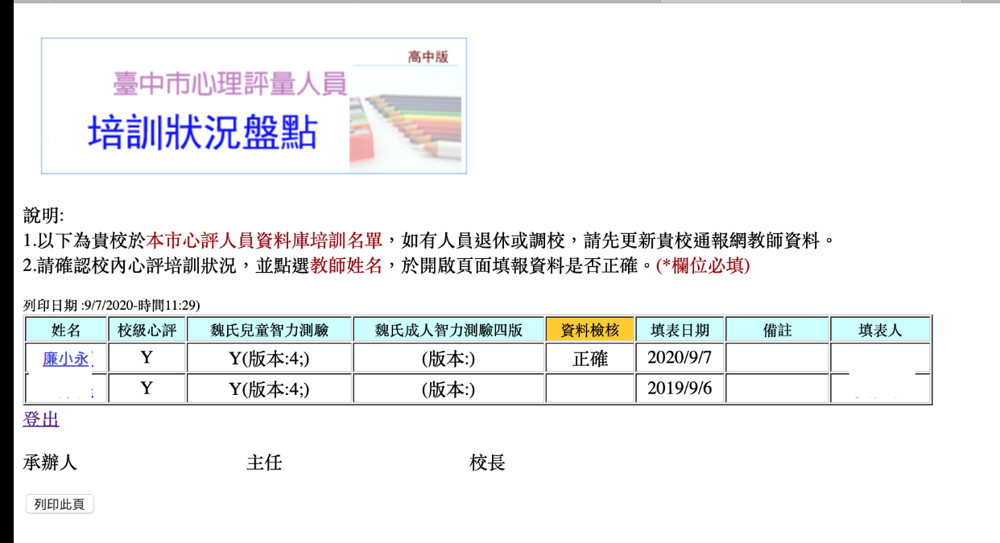 高中版
臺中市心理評量人員
培訓狀況盤點
說明:
1.以下為貴校於本市心評人員資料庫培訓名單，如有人員退休或調校，請先更新貴校通報網教師資料。
2.請確認校內心評培訓狀況，並點選教師姓名，於開啟頁面填報資料是否正確。(*欄位必填)
列印日期 :9/7/2020-時間11:29)
姓名 校級心評 魏氏兒童智力測驗 魏氏成人智力測驗四版 資料檢核 填表日期 備註 填表人
廉小永 Y Y(版本:4;) (版本:) 正確 2020/9/7
Y Y(版本:4;) (版本:) 2019/9/6
登出
承辦人 主任 校長
列印此頁